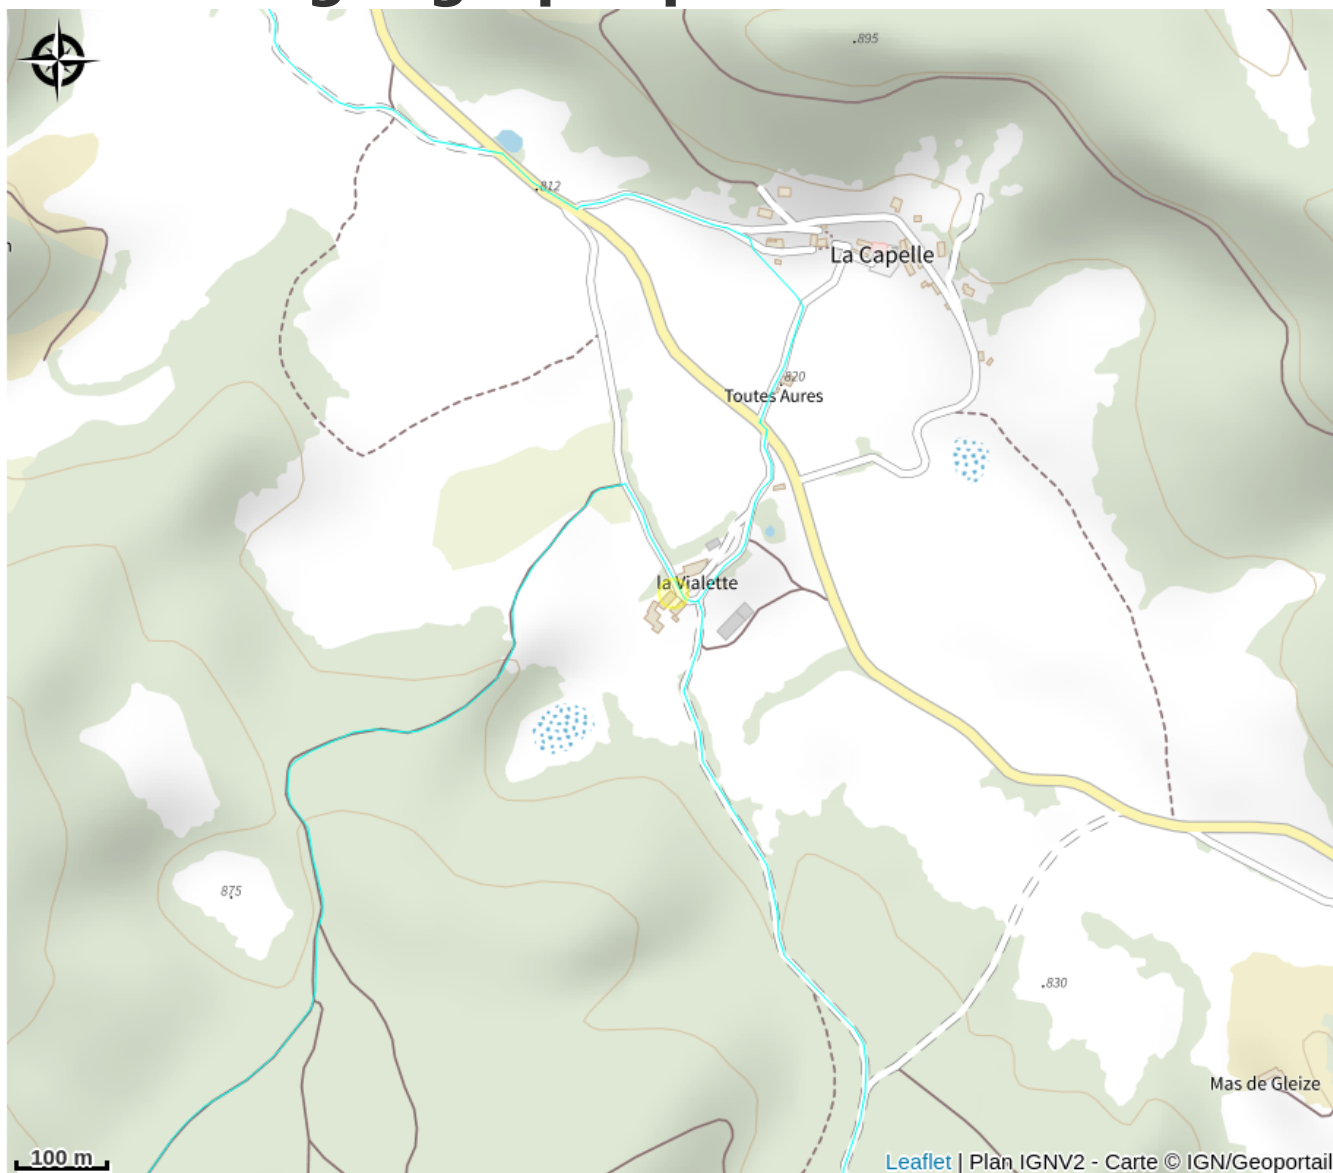 .895
.812
La Capelle
.820
Toutes Aures
la Vialette
875
.830
Mas de Gleize
100 m
Leaflet | Plan IGNV2 - Carte © IGN/Geoportail